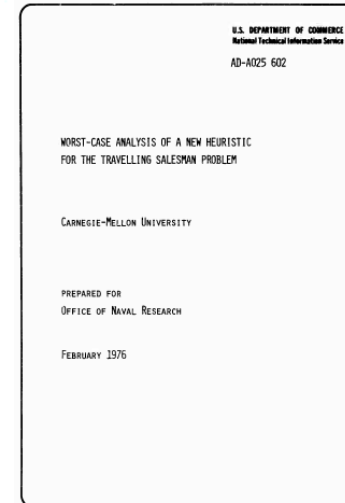 U.S. DEPARTMENT OF COMMERCE
National Technical Information Service
AD-A025 602
WORST-CASE ANALYSIS OF A NEW HEURISTIC
FOR THE TRAVELLING SALESMAN PROBLEM
CARNEGIE-MELLON UNIVERSITY
PREPARED FOR
OFFICE OF NAVAL RESEARCH
FEBRUARY 1976